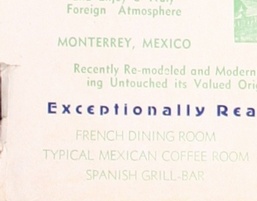 Foreign Atmosphere
MONTERREY, MEXICO
Recently Re-modeled and Modern
ing Untouched its Valued Ori
Exceptionally Rea
FRENCH DINING ROOM
TYPICAL MEXICAN COFFEE ROOM
SPANISH GRILL-BAR